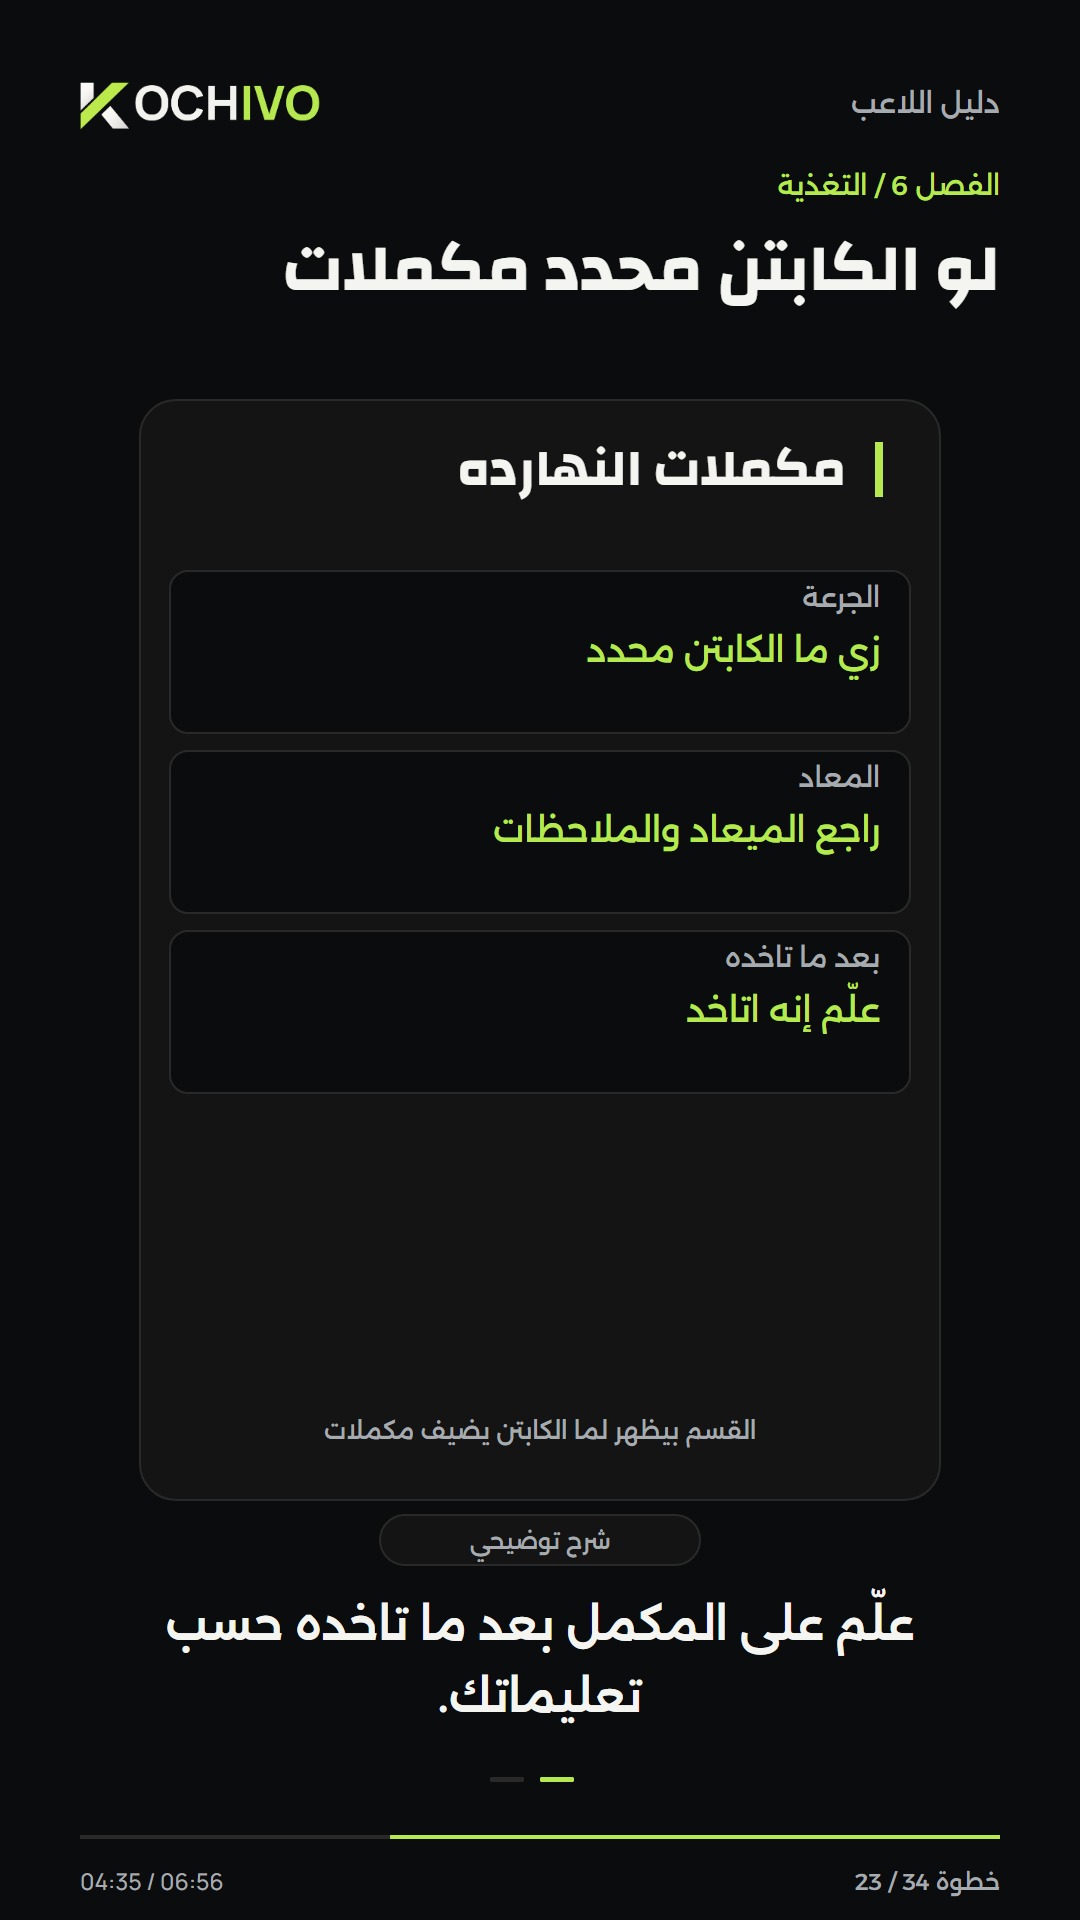 KOCHIVO
دليل اللاعب
الفصل 6 / التغذية
لو الكابتن محدد مكملات
مكملات النهارده
الجرعة
زي ما الكابتن محدد
المعاد
راجع الميعاد والملاحظات
بعد ما تاخده
علّم إنه اتاخد
القسم بيظهر لما الكابتن يضيف مكملات
شرح توضيحي
علّم على المكمل بعد ما تاخده حسب
تعليماتك.
خطوة 23 / 34
04:35 / 06:56